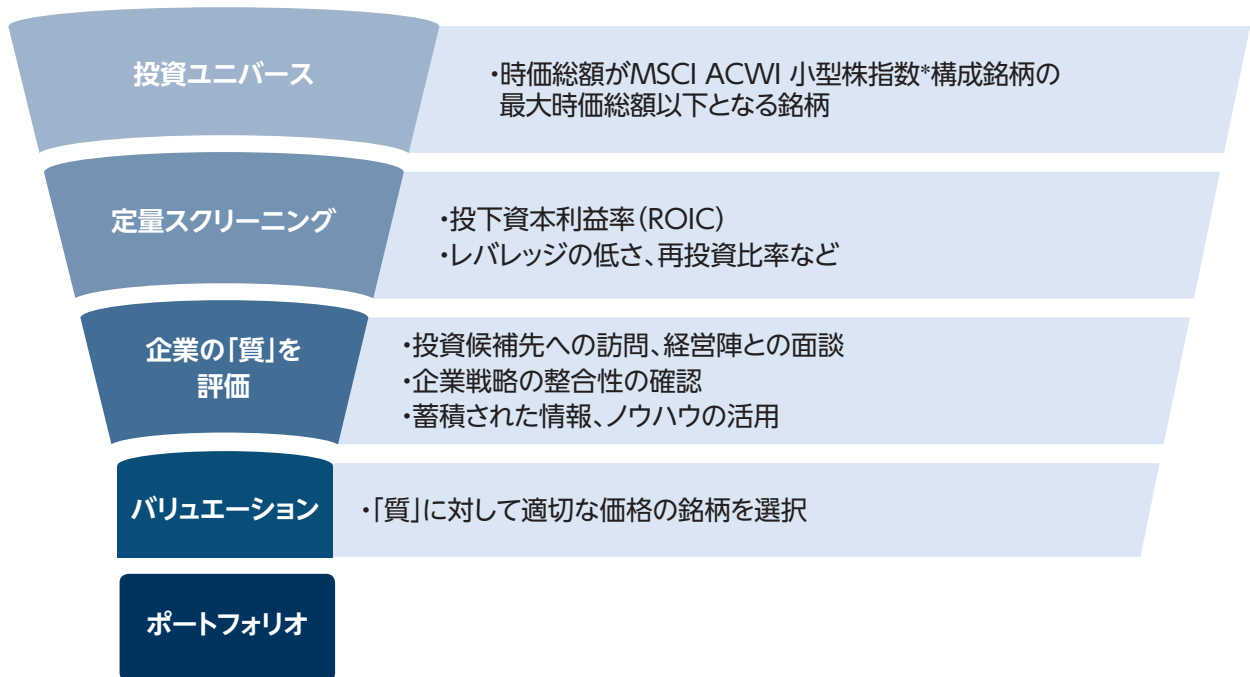 投資ユニバース
・時価総額がMSCI ACWI 小型株指数*構成銘柄の
最大時価総額以下となる銘柄
定量スクリーニング
・投下資本利益率（ROIC）
・レバレッジの低さ、再投資比率など
企業の「質」を
評価
・投資候補先への訪問、経営陣との面談
・企業戦略の整合性の確認
・蓄積された情報、ノウハウの活用
バリュエーション
・「質」に対して適切な価格の銘柄を選択
ポートフォリオ